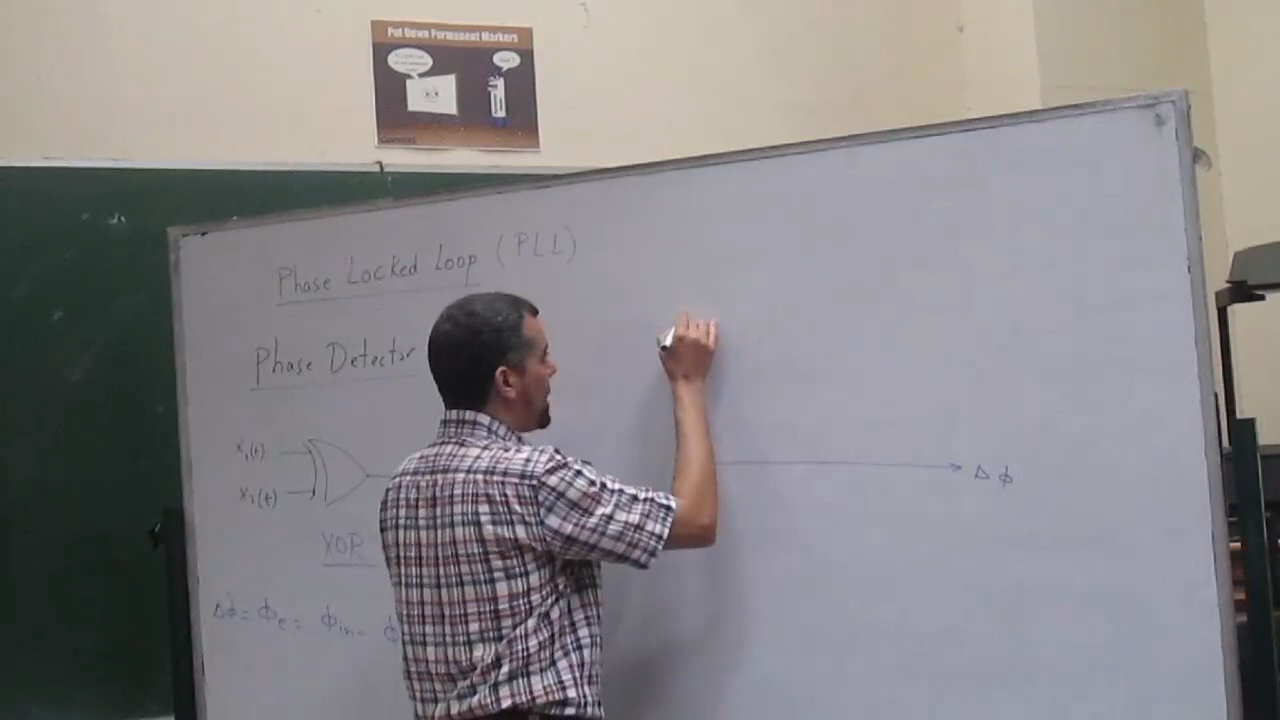 Put Down Permanent Markers
Phase Locked Loop (PLL)
Phase Detector
X₁(t)
X₂(t)
XOR
Δϕ = ϕe = ϕin - ϕ
Δϕ